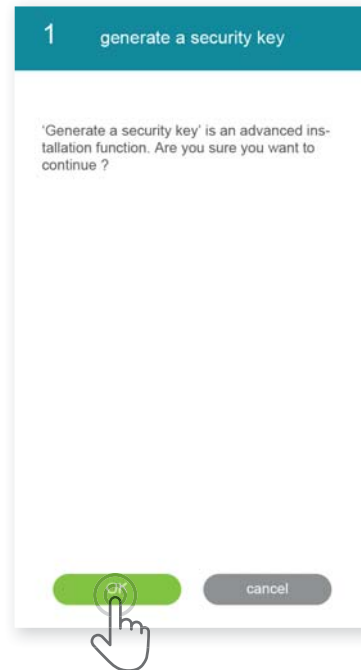 1 generate a security key
'Generate a security key' is an advanced ins-
tallation function. Are you sure you want to
continue ?
OK cancel